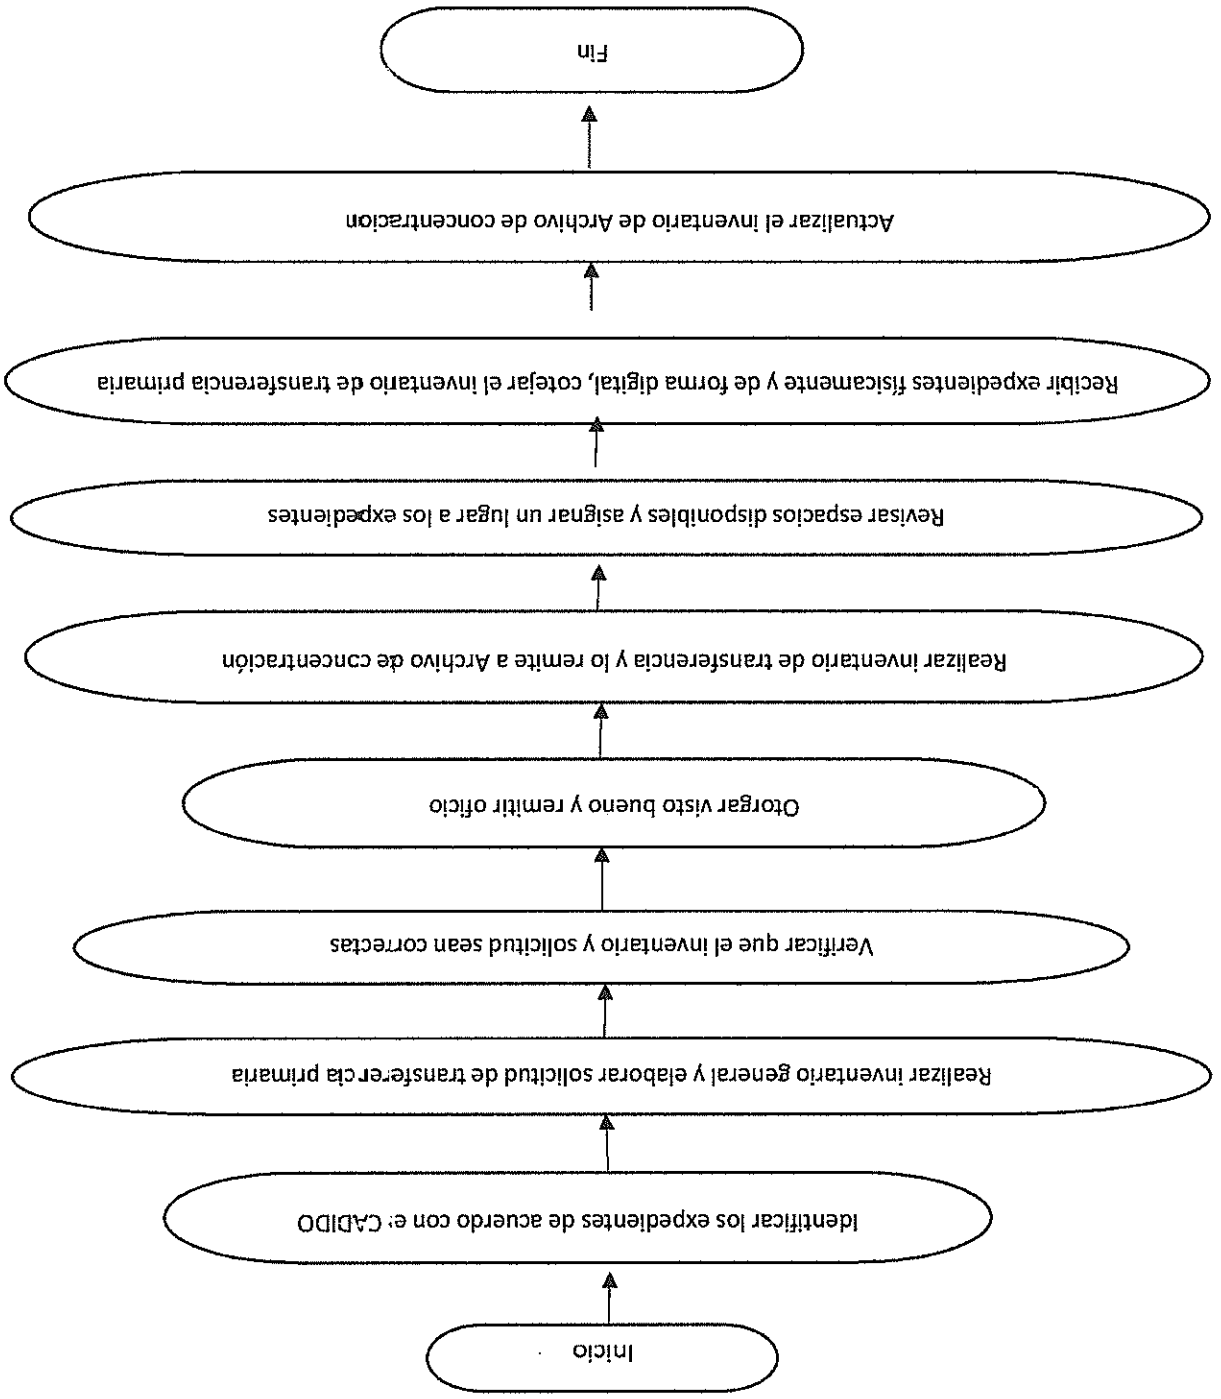 Inicio
Identificar los expedientes de acuerdo con el CADIDO
Realizar inventario general y elaborar solicitud de transferencia primaria
Verificar que el inventario y solicitud sean correctas
Otorgar visto bueno y remitir oficio
Realizar inventario de transferencia y lo remite a Archivo de concentración
Revisar espacios disponibles y asignar un lugar a los expedientes
Recibir expedientes físicamente y de forma digital, cotejar el inventario de transferencia primaria
Actualizar el inventario de Archivo de concentracion
Fin